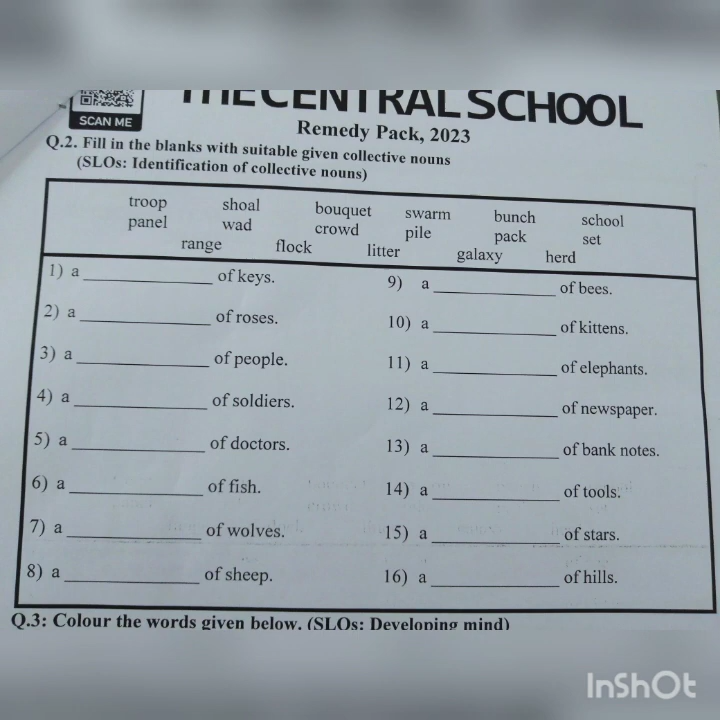 THE CENTRAL SCHOOL
SCAN ME
Remedy Pack, 2023
Q.2. Fill in the blanks with suitable given collective nouns
(SLOs: Identification of collective nouns)
troop shoal bouquet swarm bunch school
panel wad crowd pile pack set
range flock litter galaxy herd
1) a ____________ of keys.
2) a ____________ of roses.
3) a ____________ of people.
4) a ____________ of soldiers.
5) a ____________ of doctors.
6) a ____________ of fish.
7) a ____________ of wolves.
8) a ____________ of sheep.
9) a ____________ of bees.
10) a ____________ of kittens.
11) a ____________ of elephants.
12) a ____________ of newspaper.
13) a ____________ of bank notes.
14) a ____________ of tools.
15) a ____________ of stars.
16) a ____________ of hills.
Q.3: Colour the words given below. (SLOs: Developing mind)
InShOt